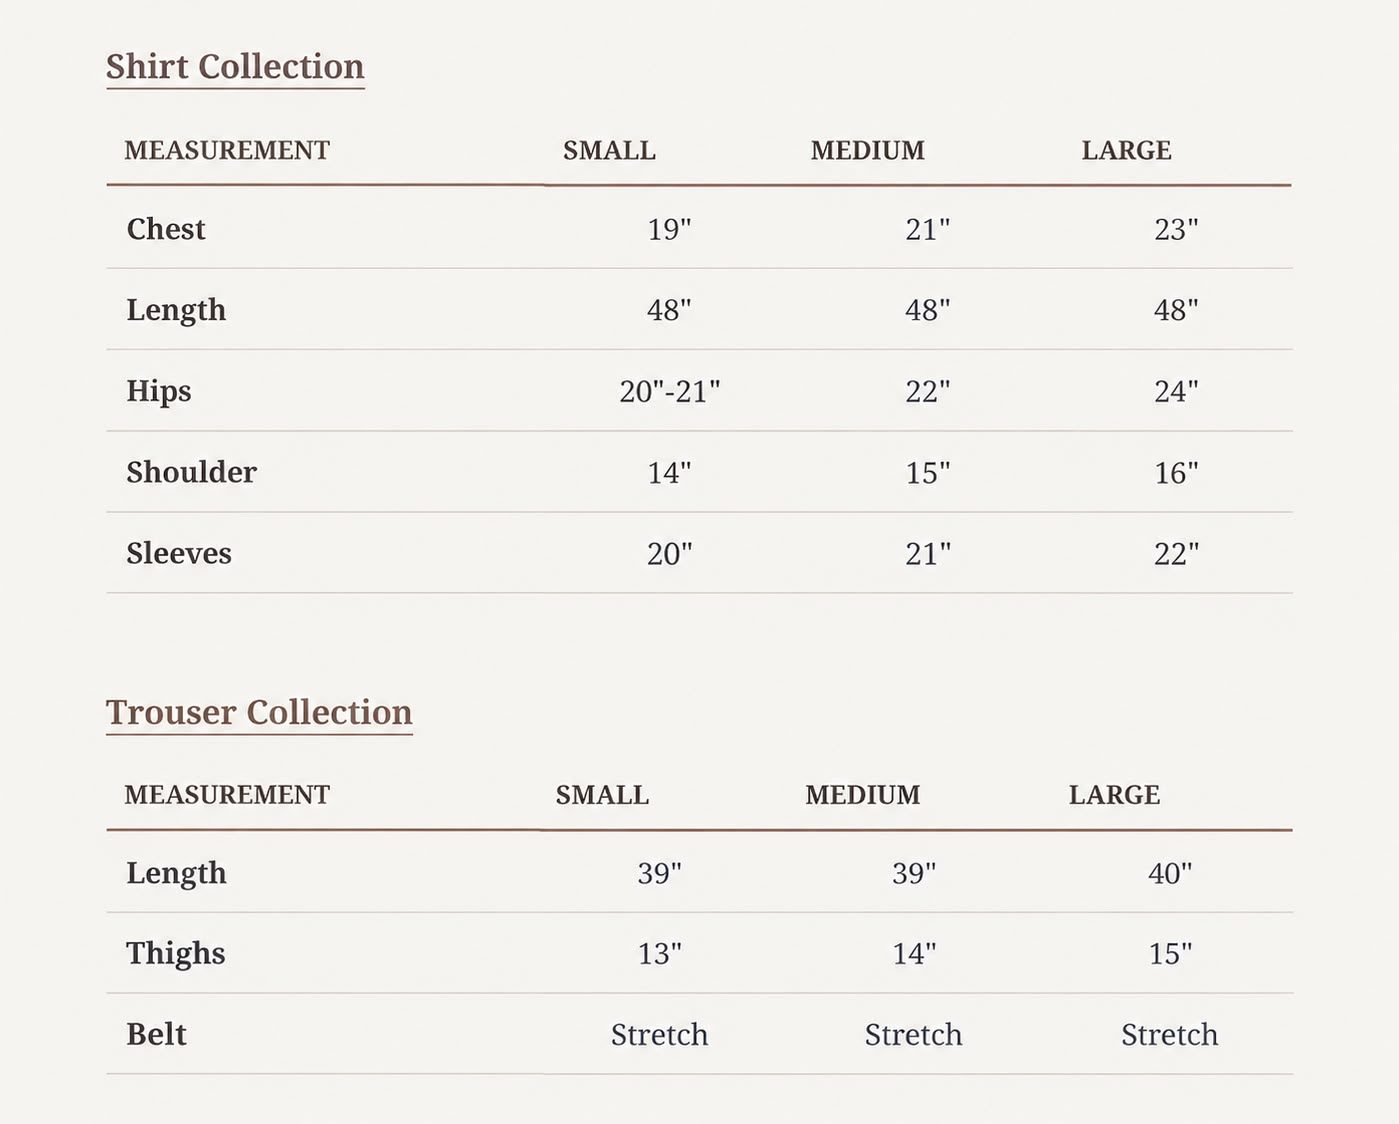 Shirt Collection
MEASUREMENT SMALL MEDIUM LARGE
Chest 19" 21" 23"
Length 48" 48" 48"
Hips 20"-21" 22" 24"
Shoulder 14" 15" 16"
Sleeves 20" 21" 22"
Trouser Collection
MEASUREMENT SMALL MEDIUM LARGE
Length 39" 39" 40"
Thighs 13" 14" 15"
Belt Stretch Stretch Stretch